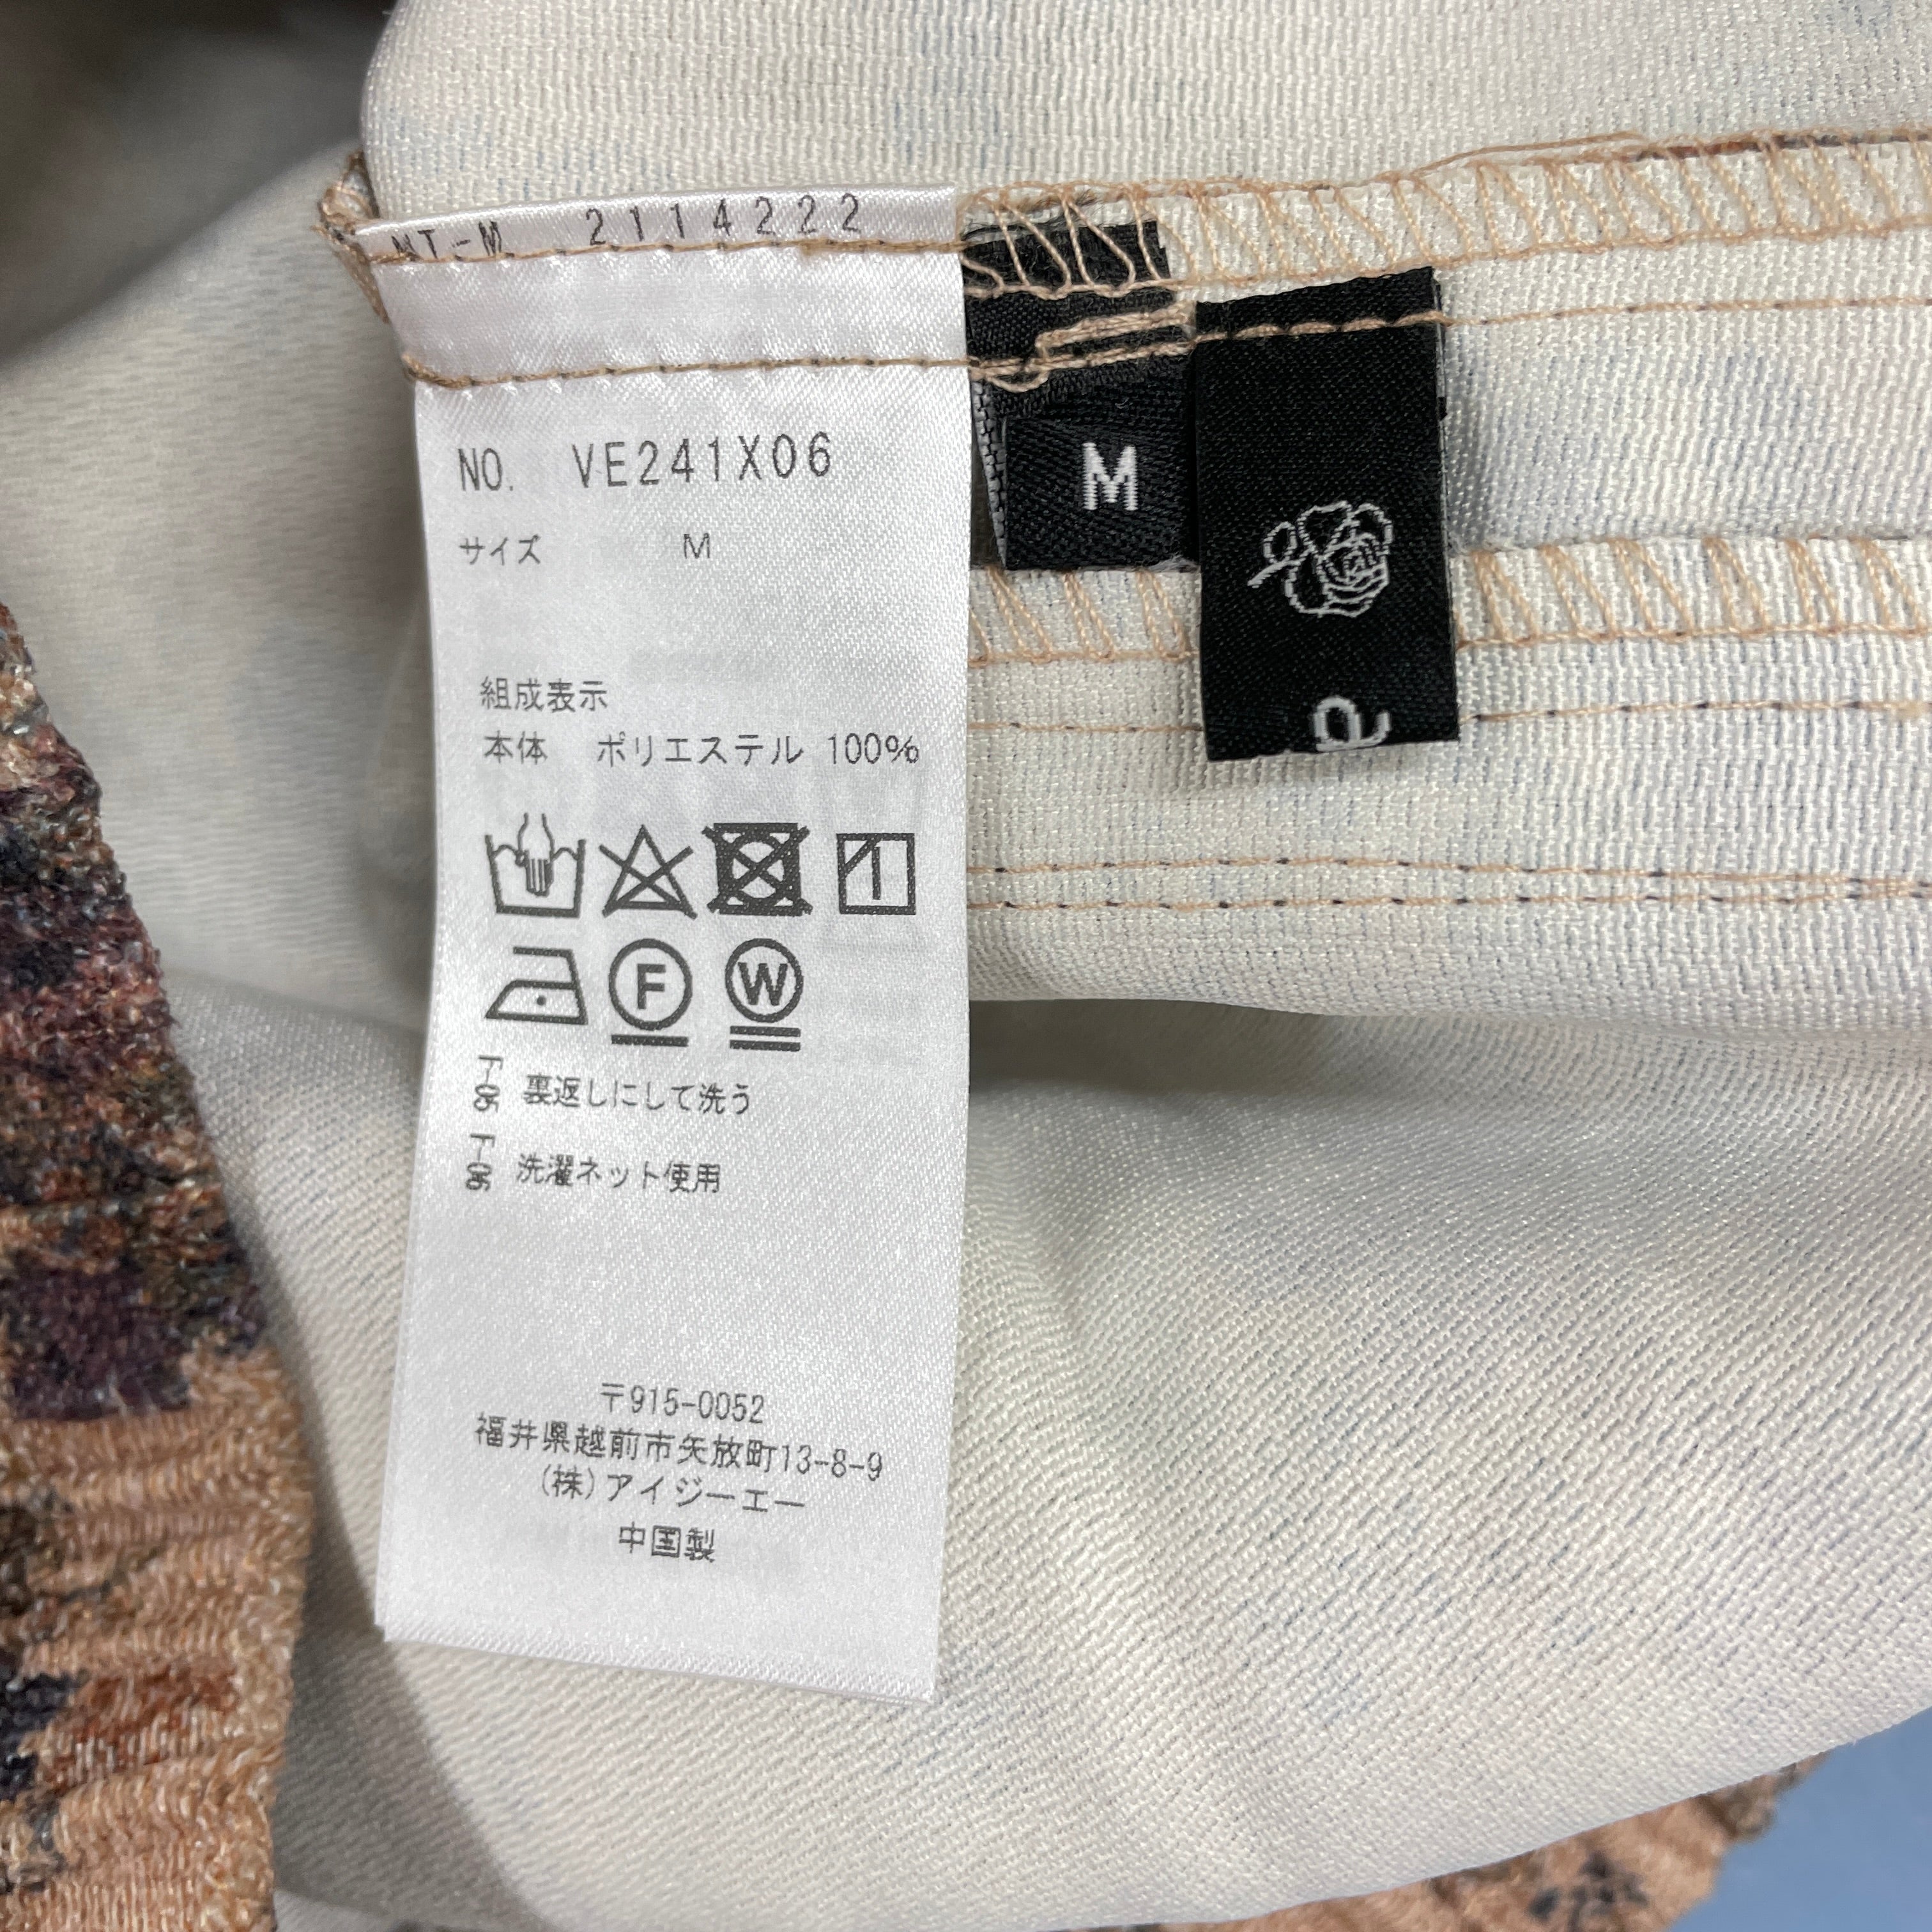 NT-M 2114222
NO. VE241X06
サイズ M
組成表示
本体 ポリエステル 100%
F
W
F-05 裏返しにして洗う
F-06 洗濯ネット使用
〒915-0052
福井県越前市矢放町13-8-9
(株)アイジーエー
中国製
M